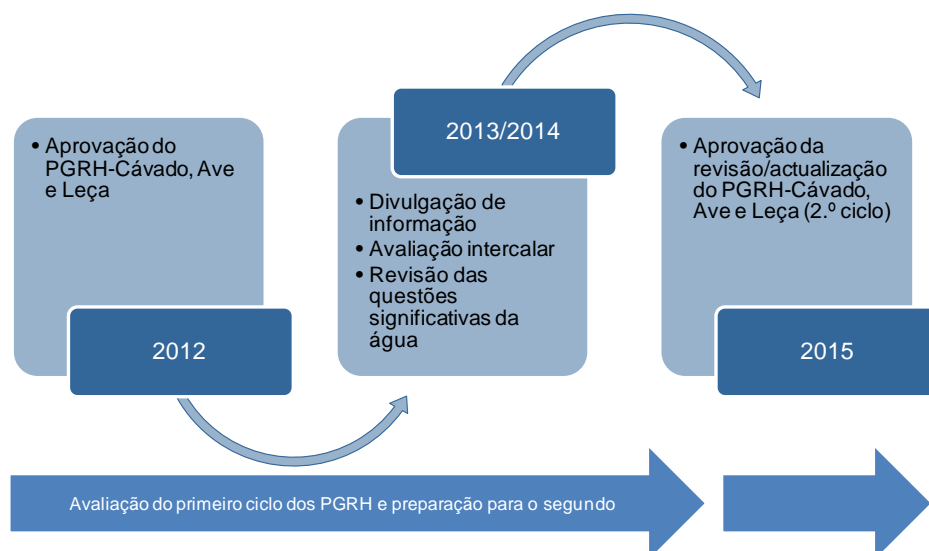 • Aprovação do
PGRH-Cávado, Ave
e Leça
2012
2013/2014
• Divulgação de
informação
• Avaliação intercalar
• Revisão das
questões
significativas da
água
• Aprovação da
revisão/actualização
do PGRH-Cávado,
Ave e Leça (2.º ciclo)
2015
Avaliação do primeiro ciclo dos PGRH e preparação para o segundo